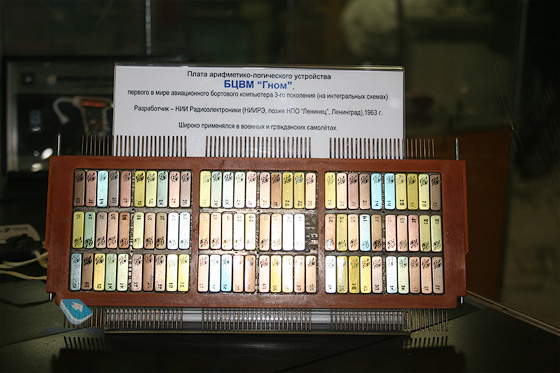 Плата арифметико-логического устройства
БЦВМ "Гном",
первого в мире авиационного бортового компьютера 3-го поколения (на интегральных схемах)
Разработчик – НИИ Радиоэлектроники (НИИРЭ, позже НПО "Ленинец", Ленинград),1963 г.
Широко применялся в военных и гражданских самолётах.